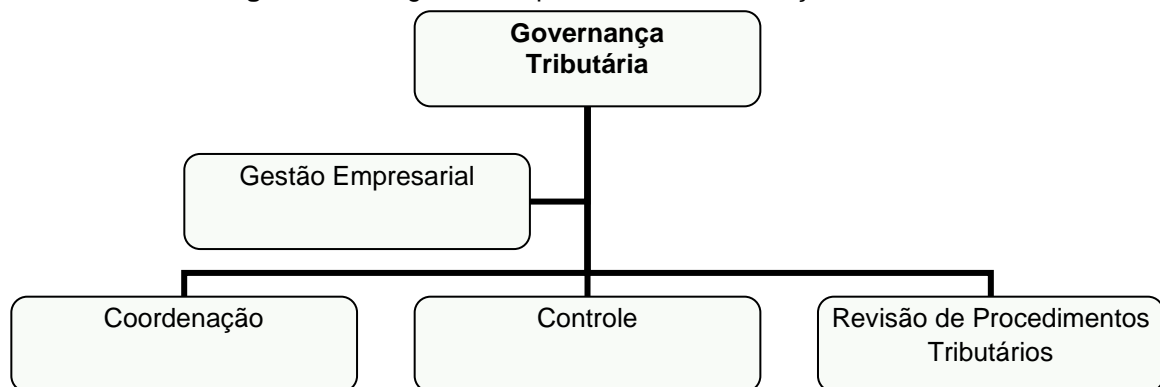 Governança
Tributária
Gestão Empresarial
Coordenação
Controle
Revisão de Procedimentos
Tributários